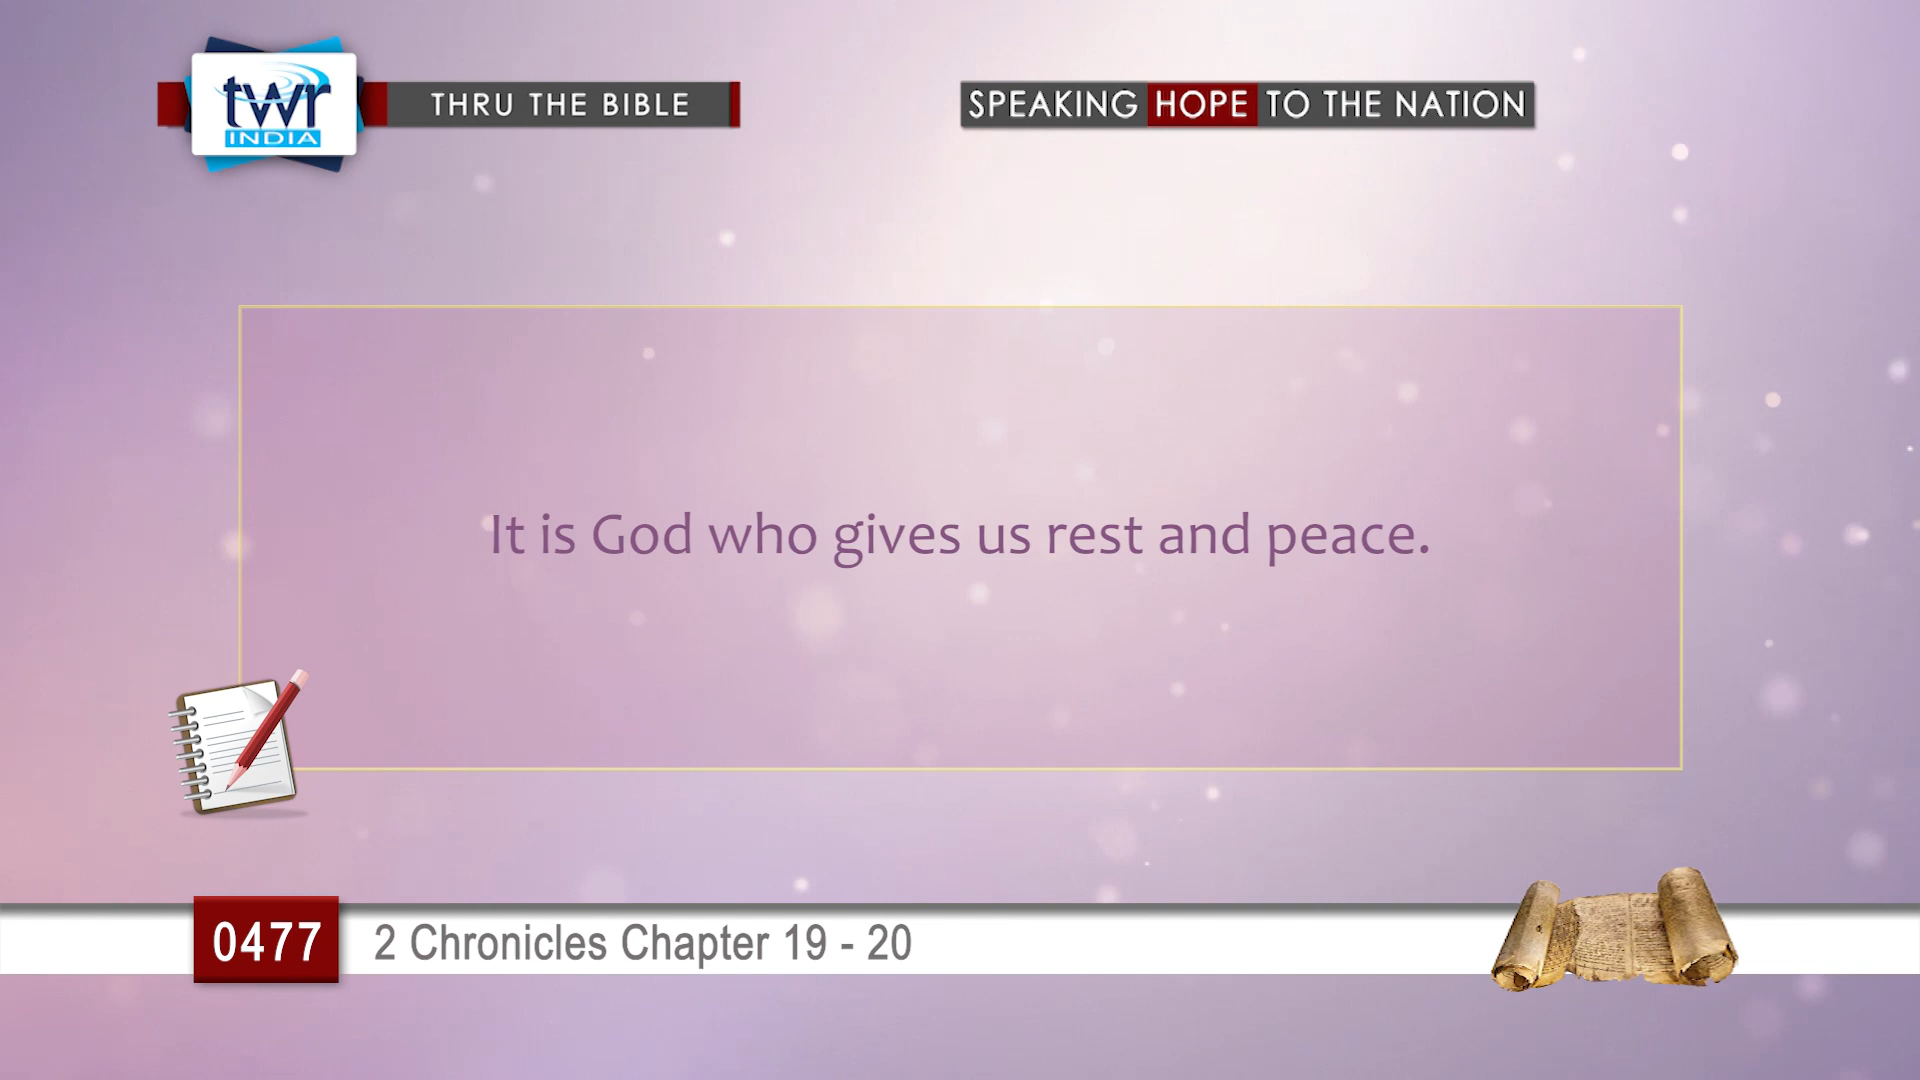 twr
INDIA
THRU THE BIBLE
SPEAKING HOPE TO THE NATION
It is God who gives us rest and peace.
0477
2 Chronicles Chapter 19 - 20